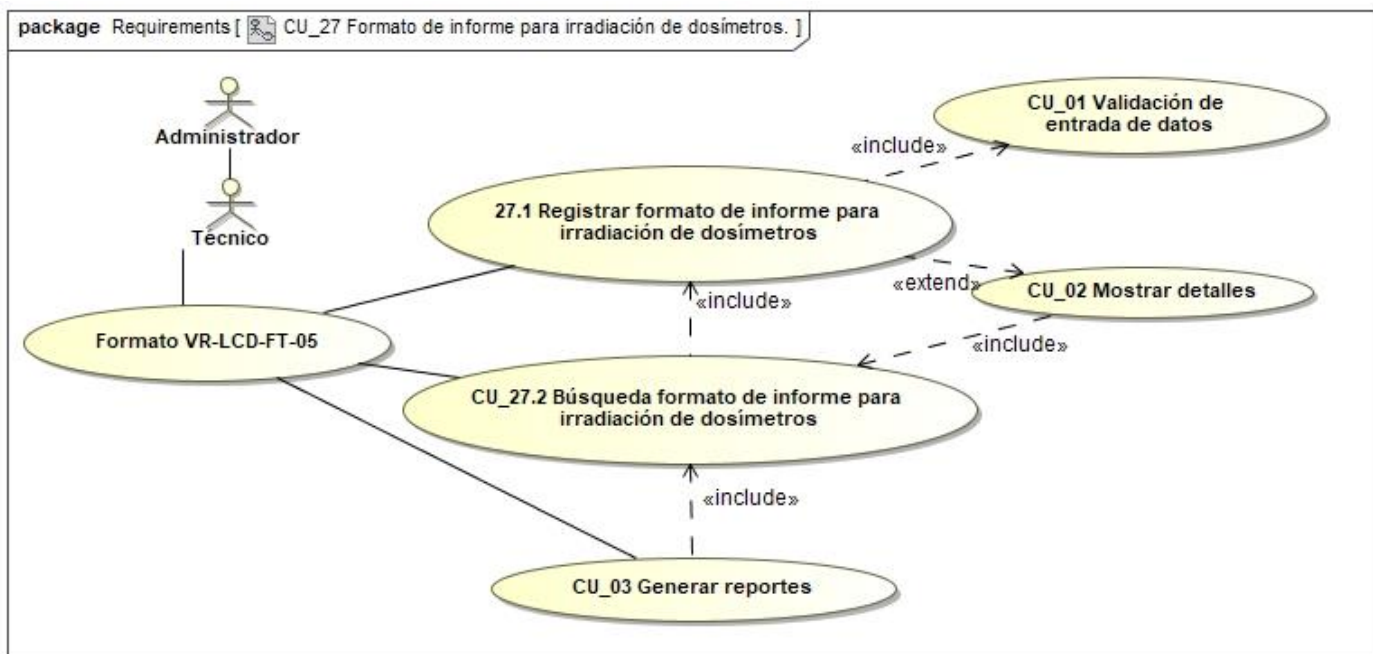 package Requirements [ CU_27 Formato de informe para irradiación de dosímetros. ]
Administrador
Técnico
Formato VR-LCD-FT-05
27.1 Registrar formato de informe para
irradiación de dosímetros
«include»
CU_01 Validación de
entrada de datos
«extend»
CU_02 Mostrar detalles
«include»
«include»
CU_27.2 Búsqueda formato de informe para
irradiación de dosímetros
«include»
CU_03 Generar reportes